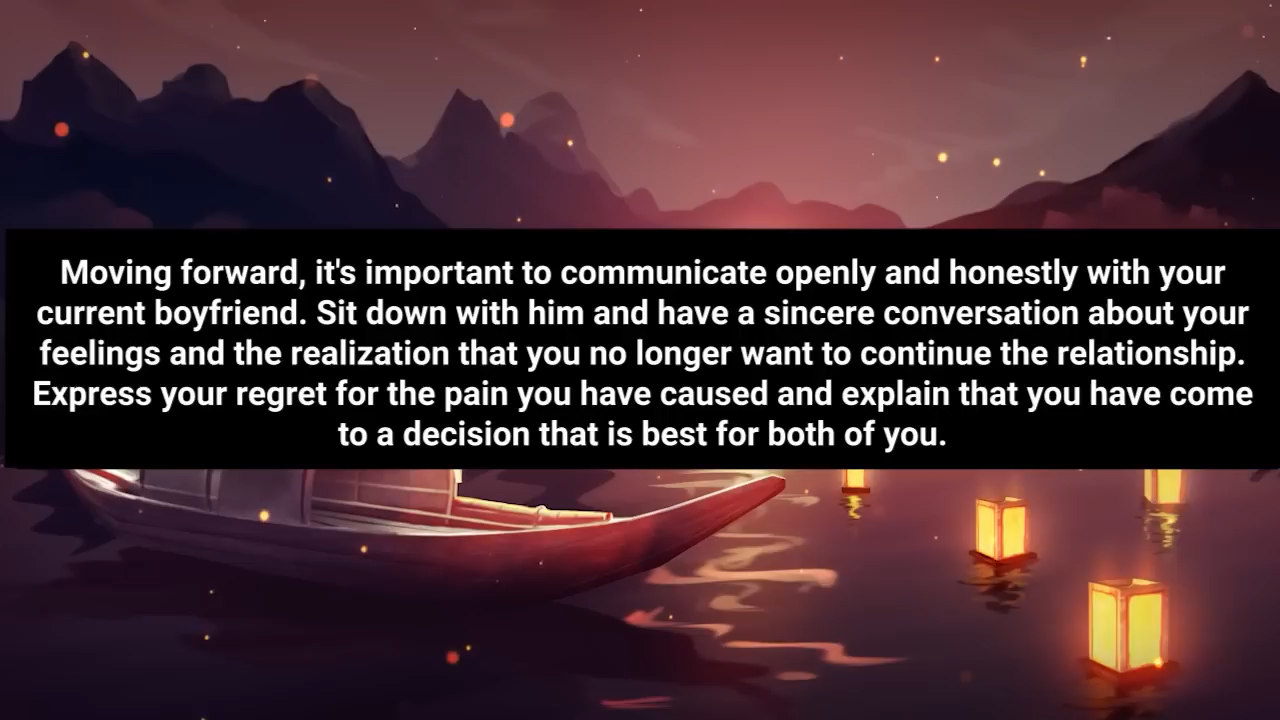 Moving forward, it's important to communicate openly and honestly with your
current boyfriend. Sit down with him and have a sincere conversation about your
feelings and the realization that you no longer want to continue the relationship.
Express your regret for the pain you have caused and explain that you have come
to a decision that is best for both of you.